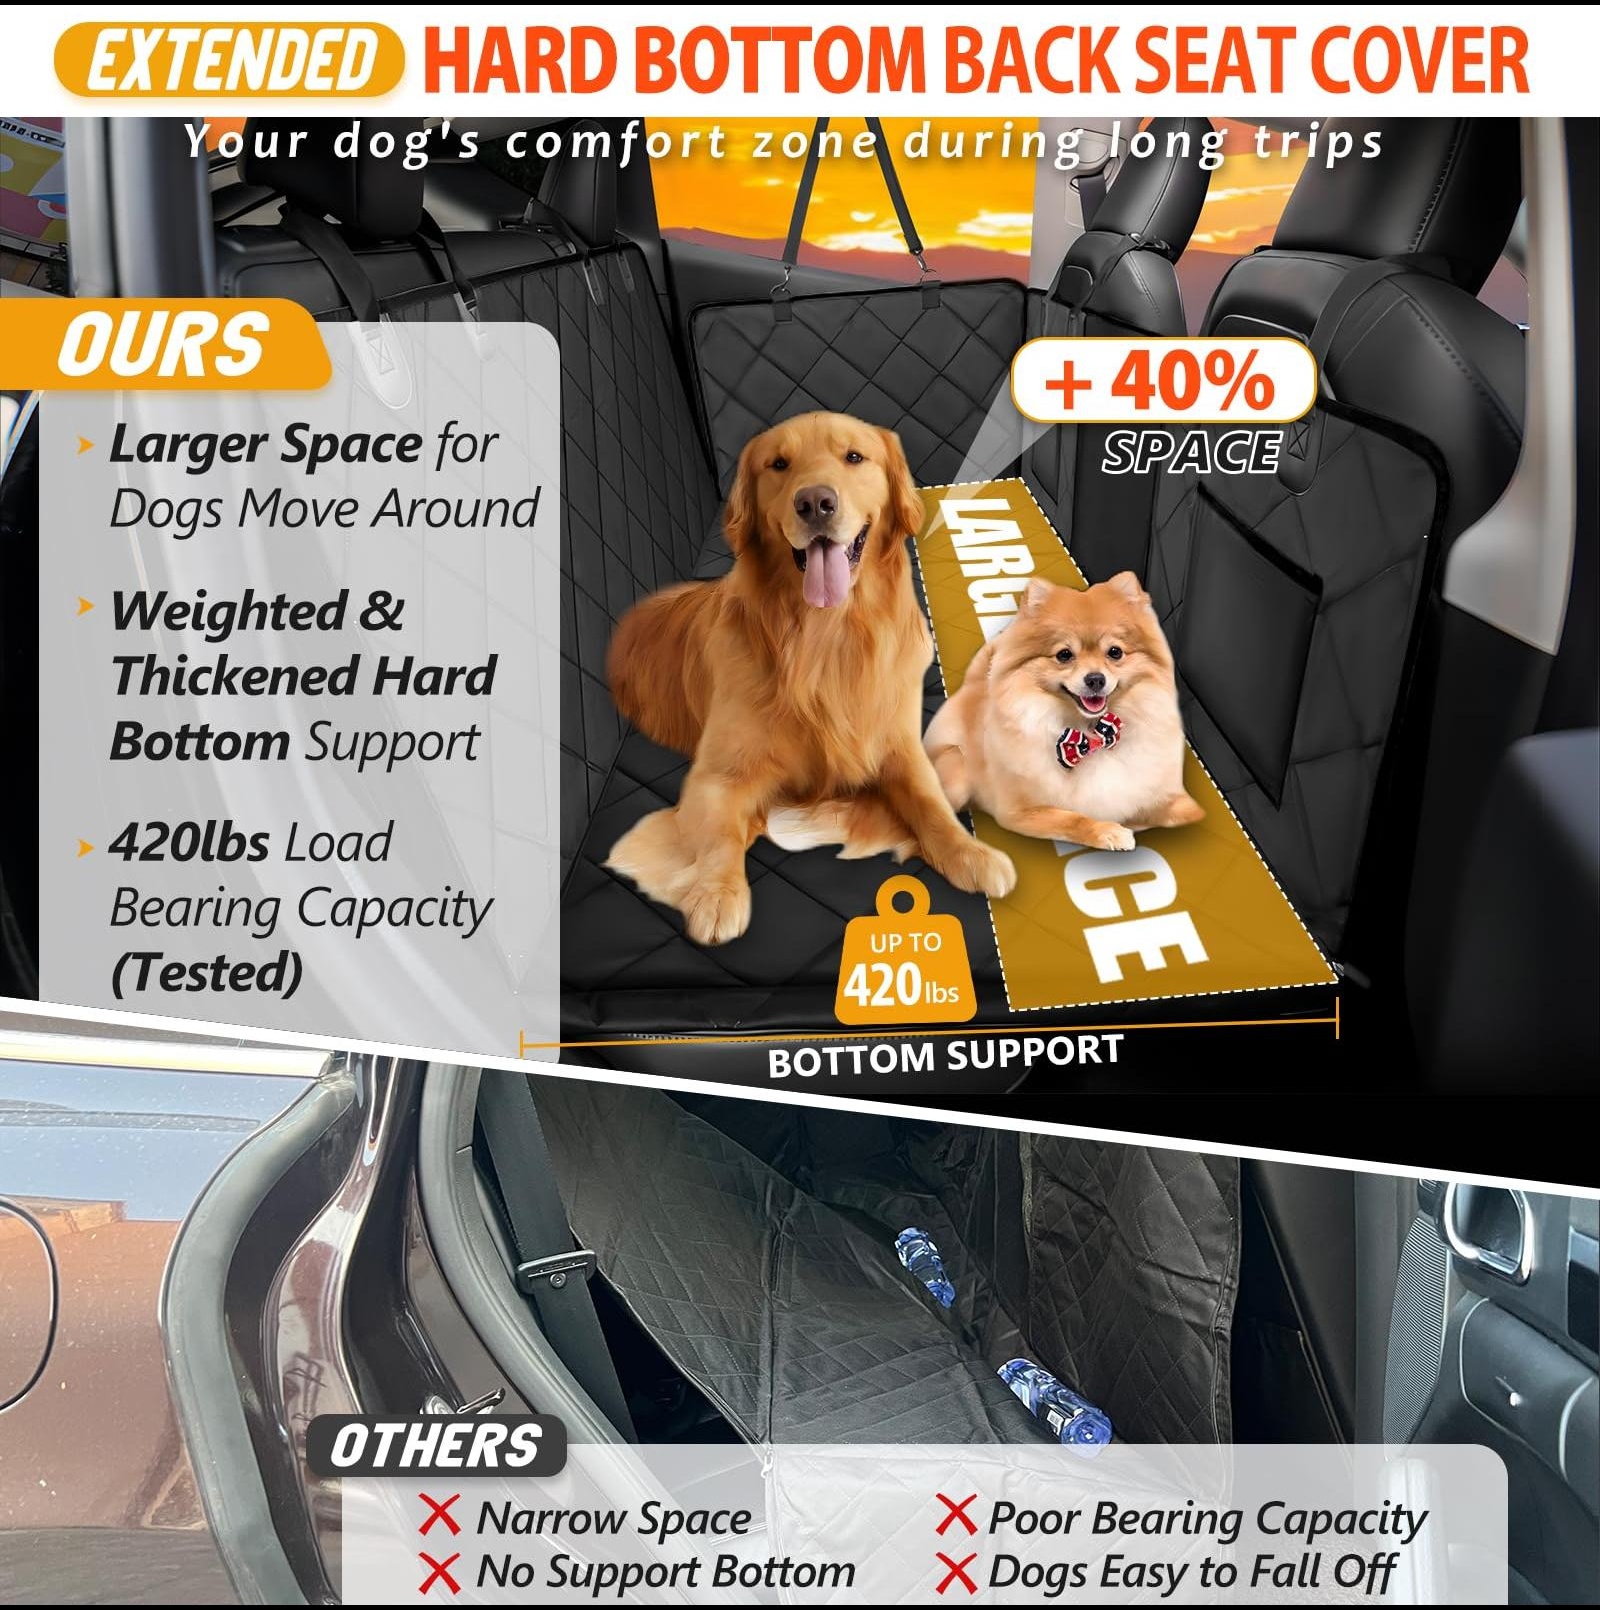 EXTENDED HARD BOTTOM BACK SEAT COVER
Your dog's comfort zone during long trips
OURS
Larger Space for
Dogs Move Around
Weighted &
Thickened Hard
Bottom Support
420lbs Load
Bearing Capacity
(Tested)
+ 40%
SPACE
UP TO
420lbs
BOTTOM SUPPORT
OTHERS
Narrow Space
No Support Bottom
Poor Bearing Capacity
Dogs Easy to Fall Off